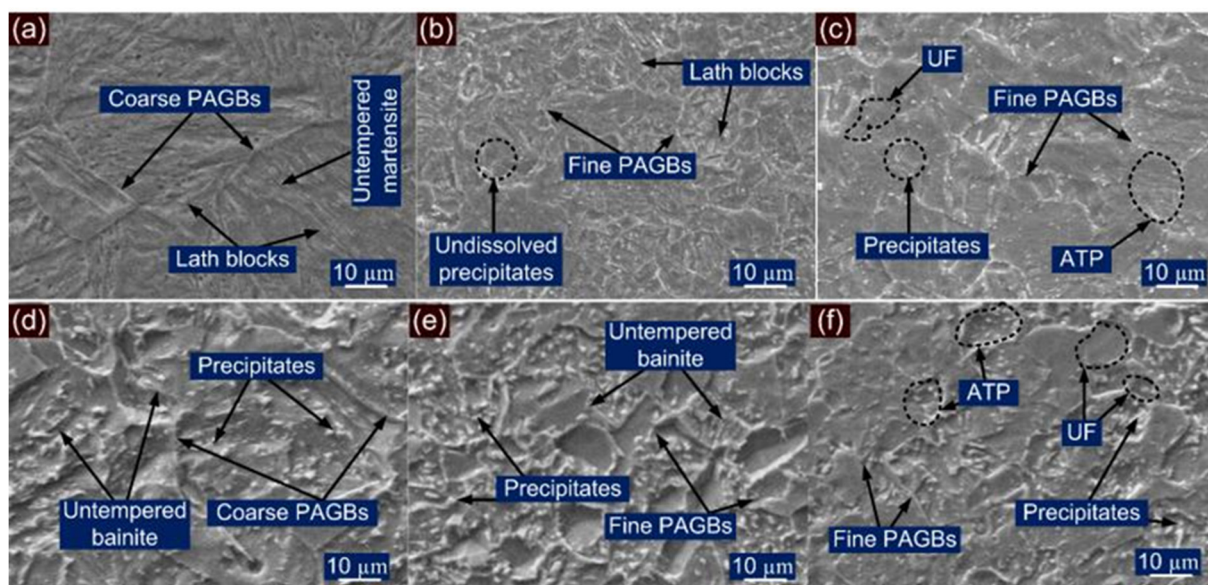 (a)
Coarse PAGBs
Untempered
martensite
Lath blocks
10 µm
(b)
Lath blocks
Fine PAGBs
Undissolved
precipitates
10 µm
(c)
UF
Fine PAGBs
Precipitates
ATP
10 µm
(d)
Precipitates
Untempered
bainite
Coarse PAGBs
10 µm
(e)
Untempered
bainite
Precipitates
Fine PAGBs
10 µm
(f)
ATP
UF
Fine PAGBs
Precipitates
10 µm